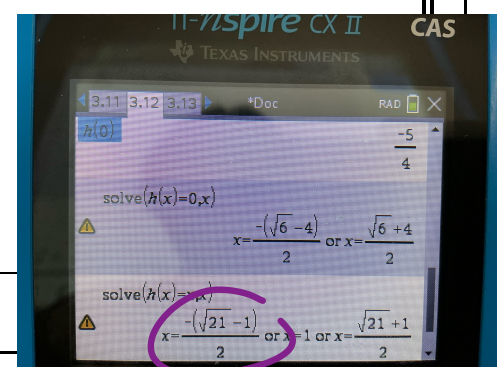 TI-nspire CX II
CAS
TEXAS INSTRUMENTS
3.11 3.12 3.13 *Doc RAD
h(0)
-5
4
solve(h(x)=0,x)
x=-(√6 -4)/2 or x=(√6 +4)/2
solve(h(x)=x,x)
x=-(√21 -1)/2 or x=1 or x=(√21 +1)/2